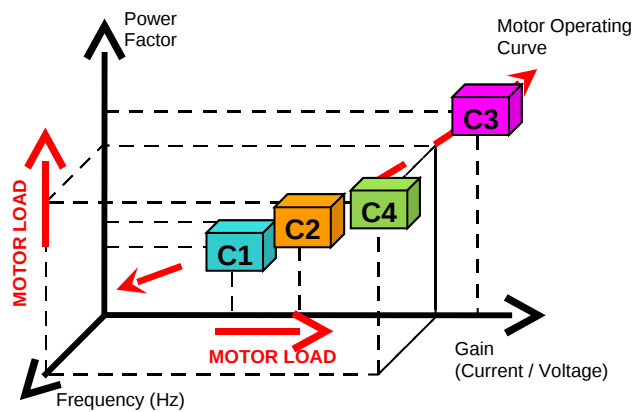 Power
Factor
Motor Operating
Curve
C3
C4
C2
C1
MOTOR LOAD
MOTOR LOAD
Gain
(Current / Voltage)
Frequency (Hz)